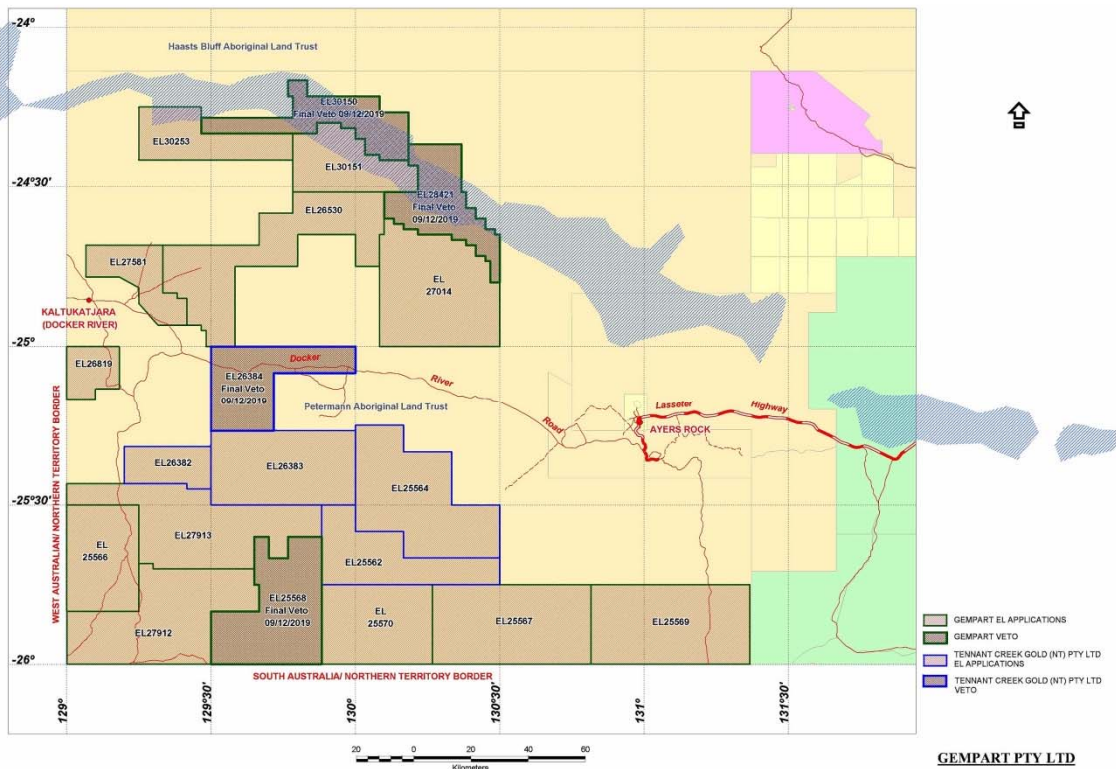 -24°
Haasts Bluff Aboriginal Land Trust
EL30150
Final Veto 09/12/2019
EL30253
EL30151
-24°30'
EL28421
Final Veto
09/12/2019
EL26530
EL27581
EL
27014
KALTUKATJARA
(DOCKER RIVER)
-25°
EL26819
Docker
River
Road
EL26384
Final Veto
09/12/2019
Petermann Aboriginal Land Trust
Lasseter
Highway
AYERS ROCK
EL26382
EL26383
EL25564
-25°30'
EL
25566
EL27913
EL25562
EL25568
Final Veto
09/12/2019
EL
25570
EL25567
EL25569
EL27912
-26°
WEST AUSTRALIAN/ NORTHERN TERRITORY BORDER
SOUTH AUSTRALIA/ NORTHERN TERRITORY BORDER
129°
129°30'
130°
130°30'
131°
131°30'
GEMPART EL APPLICATIONS
GEMPART VETO
TENNANT CREEK GOLD (NT) PTY LTD
EL APPLICATIONS
TENNANT CREEK GOLD (NT) PTY LTD
VETO
20 0 20 40 60
Kilometers
GEMPART PTY LTD